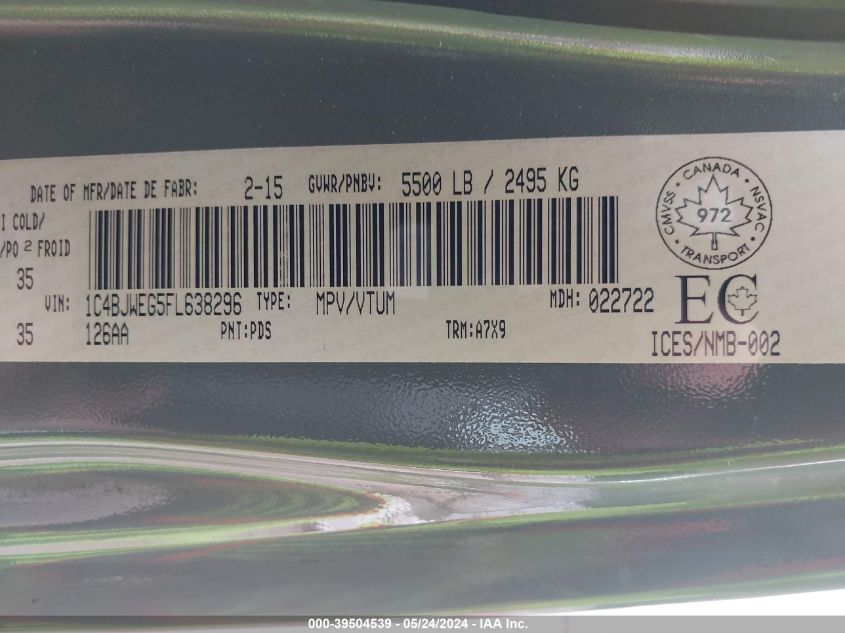 DATE OF MFR/DATE DE FABR: 2-15 GVWR/PNBV: 5500 LB / 2495 KG
I COLD/
/PO 2 FROID
35
VIN: 1C4BJWEG5FL638296 TYPE: MPV/VTUM MDH: 022722
35 126AA PNT:PDS TRM:A7X9
CANADA
CMVSS NSVAC
972
TRANSPORT
EC
ICES/NMB-002
000-39504539 - 05/24/2024 - IAA Inc.